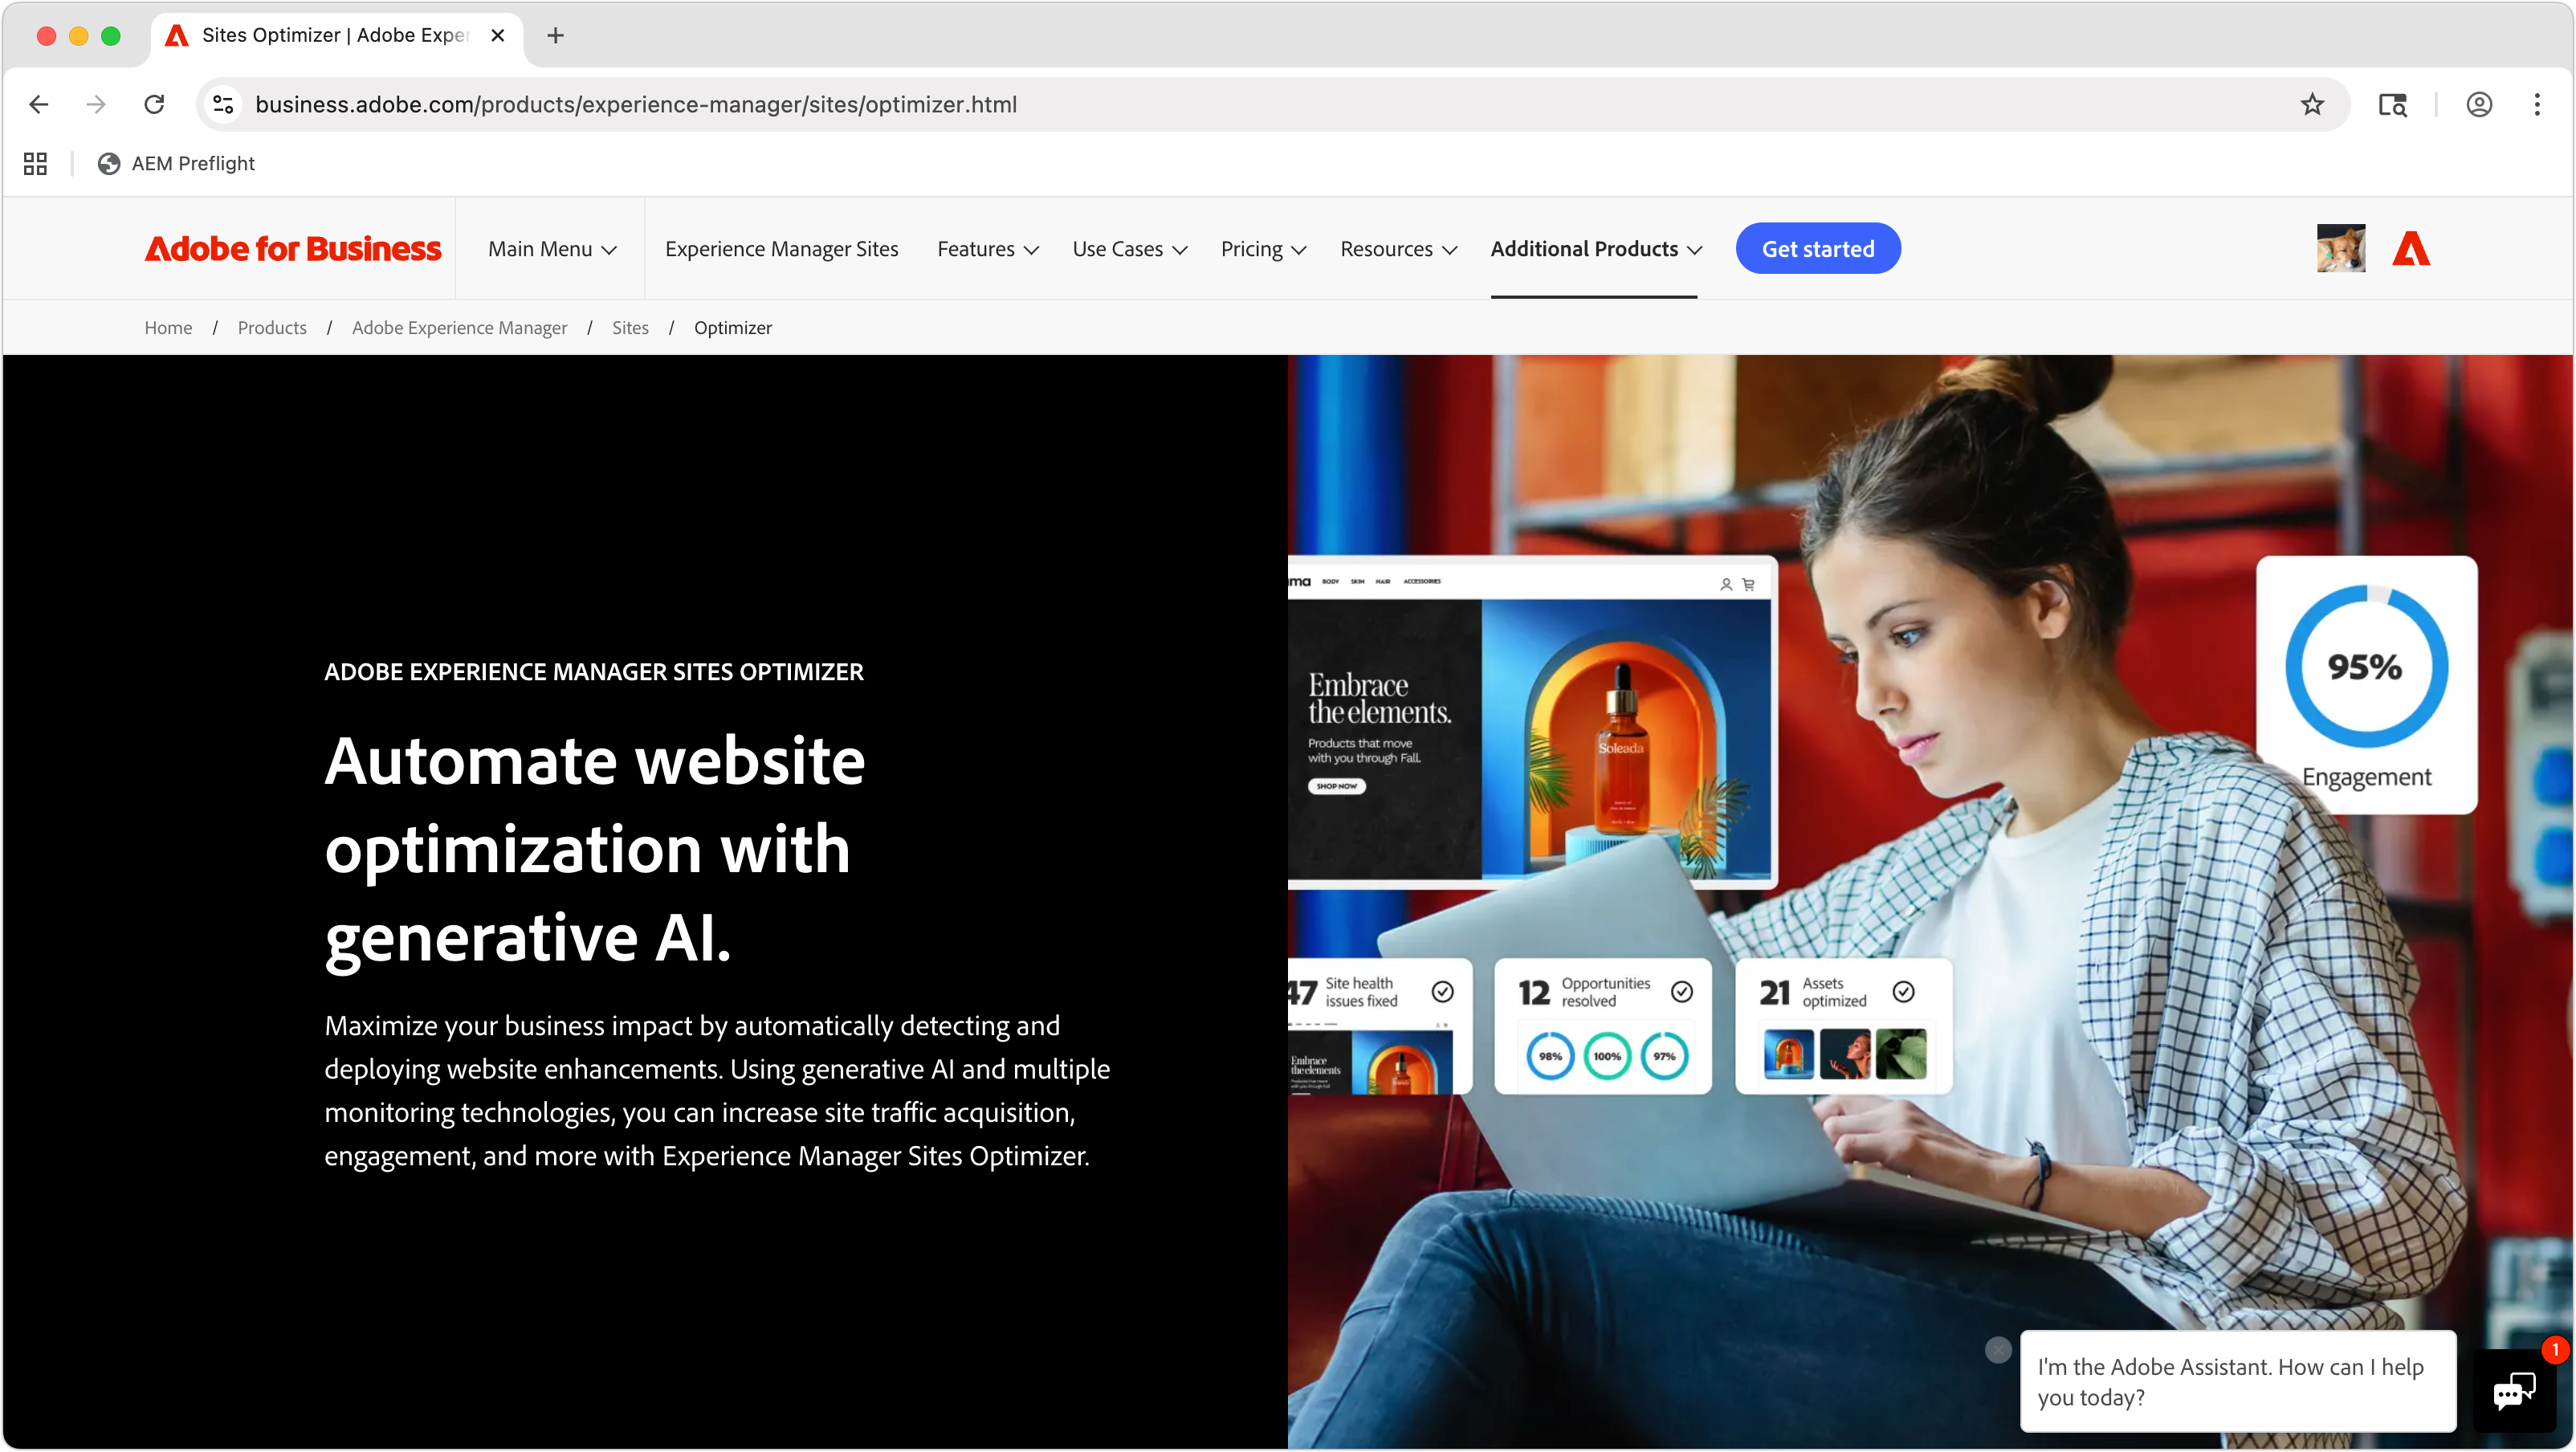 Sites Optimizer | Adobe Exper
business.adobe.com/products/experience-manager/sites/optimizer.html
AEM Preflight
Adobe for Business
Main Menu
Experience Manager Sites
Features
Use Cases
Pricing
Resources
Additional Products
Get started
Home / Products / Adobe Experience Manager / Sites / Optimizer
ADOBE EXPERIENCE MANAGER SITES OPTIMIZER
Automate website
optimization with
generative AI.
Maximize your business impact by automatically detecting and
deploying website enhancements. Using generative AI and multiple
monitoring technologies, you can increase site traffic acquisition,
engagement, and more with Experience Manager Sites Optimizer.
ma BODY SKIN HAIR ACCESSORIES
Embrace
the elements.
Products that move
with you through Fall.
SHOP NOW
Soleada
95%
Engagement
47 Site health
issues fixed
Embrace
the elements
12 Opportunities
resolved
98% 100% 97%
21 Assets
optimized
I'm the Adobe Assistant. How can I help
you today?
1